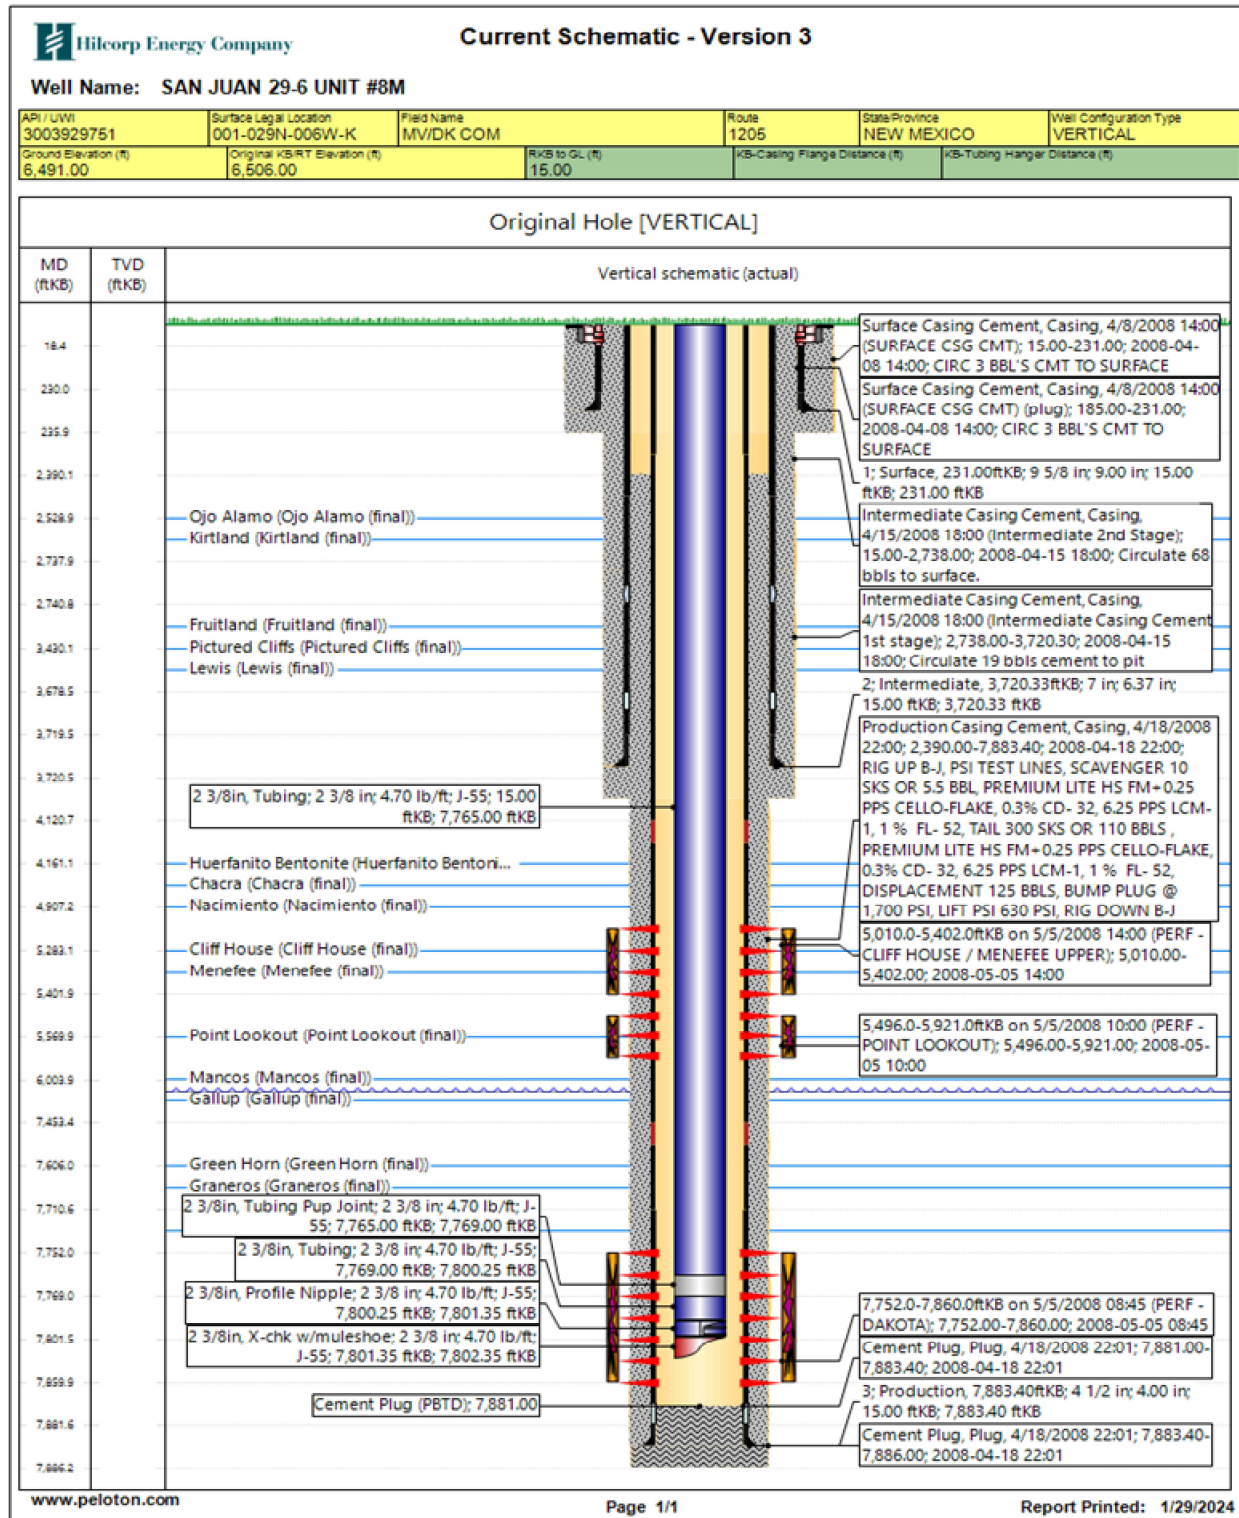 Hilcorp Energy Company
Current Schematic - Version 3
Well Name: SAN JUAN 29-6 UNIT #8M
API / UWI
3003929751
Surface Legal Location
001-029N-006W-K
Field Name
MV/DK COM
Route
1205
State/Province
NEW MEXICO
Well Configuration Type
VERTICAL
Ground Elevation (ft)
6,491.00
Original KB/RT Elevation (ft)
6,506.00
RKB to GL (ft)
15.00
KB-Casing Flange Distance (ft)
KB-Tubing Hanger Distance (ft)
Original Hole [VERTICAL]
MD
(ftKB)
TVD
(ftKB)
Vertical schematic (actual)
18.4
230.0
235.9
2,390.1
2,528.9
2,737.9
2,740.8
3,430.1
3,678.5
3,719.5
3,720.5
4,120.7
4,161.1
4,907.2
5,283.1
5,401.9
5,569.9
6,003.9
7,453.4
7,606.0
7,710.6
7,752.0
7,769.0
7,801.5
7,859.9
7,881.6
7,886.2
Ojo Alamo (Ojo Alamo (final))
Kirtland (Kirtland (final))
Fruitland (Fruitland (final))
Pictured Cliffs (Pictured Cliffs (final))
Lewis (Lewis (final))
2 3/8in, Tubing; 2 3/8 in; 4.70 lb/ft; J-55; 15.00
ftKB; 7,765.00 ftKB
Huerfanito Bentonite (Huerfanito Bentoni...
Chacra (Chacra (final))
Nacimiento (Nacimiento (final))
Cliff House (Cliff House (final))
Menefee (Menefee (final))
Point Lookout (Point Lookout (final))
Mancos (Mancos (final))
Gallup (Gallup (final))
Green Horn (Green Horn (final))
Graneros (Graneros (final))
2 3/8in, Tubing Pup Joint; 2 3/8 in; 4.70 lb/ft; J-
55; 7,765.00 ftKB; 7,769.00 ftKB
2 3/8in, Tubing; 2 3/8 in; 4.70 lb/ft; J-55;
7,769.00 ftKB; 7,800.25 ftKB
2 3/8in, Profile Nipple; 2 3/8 in; 4.70 lb/ft; J-55;
7,800.25 ftKB; 7,801.35 ftKB
2 3/8in, X-chk w/muleshoe; 2 3/8 in; 4.70 lb/ft;
J-55; 7,801.35 ftKB; 7,802.35 ftKB
Cement Plug (PBTD); 7,881.00
Surface Casing Cement, Casing, 4/8/2008 14:00
(SURFACE CSG CMT); 15.00-231.00; 2008-04-
08 14:00; CIRC 3 BBL'S CMT TO SURFACE
Surface Casing Cement, Casing, 4/8/2008 14:00
(SURFACE CSG CMT) (plug); 185.00-231.00;
2008-04-08 14:00; CIRC 3 BBL'S CMT TO
SURFACE
1; Surface, 231.00ftKB; 9 5/8 in; 9.00 in; 15.00
ftKB; 231.00 ftKB
Intermediate Casing Cement, Casing,
4/15/2008 18:00 (Intermediate 2nd Stage);
15.00-2,738.00; 2008-04-15 18:00; Circulate 68
bbls to surface.
Intermediate Casing Cement, Casing,
4/15/2008 18:00 (Intermediate Casing Cement
1st stage); 2,738.00-3,720.30; 2008-04-15
18:00; Circulate 19 bbls cement to pit
2; Intermediate, 3,720.33ftKB; 7 in; 6.37 in;
15.00 ftKB; 3,720.33 ftKB
Production Casing Cement, Casing, 4/18/2008
22:00; 2,390.00-7,883.40; 2008-04-18 22:00;
RIG UP B-J, PSI TEST LINES, SCAVENGER 10
SKS OR 5.5 BBL, PREMIUM LITE HS FM+0.25
PPS CELLO-FLAKE, 0.3% CD- 32, 6.25 PPS LCM-
1, 1 % FL- 52, TAIL 300 SKS OR 110 BBLS ,
PREMIUM LITE HS FM+0.25 PPS CELLO-FLAKE,
0.3% CD- 32, 6.25 PPS LCM-1, 1 % FL- 52,
DISPLACEMENT 125 BBLS, BUMP PLUG @
1,700 PSI, LIFT PSI 630 PSI, RIG DOWN B-J
5,010.0-5,402.0ftKB on 5/5/2008 14:00 (PERF -
CLIFF HOUSE / MENEFEE UPPER); 5,010.00-
5,402.00; 2008-05-05 14:00
5,496.0-5,921.0ftKB on 5/5/2008 10:00 (PERF -
POINT LOOKOUT); 5,496.00-5,921.00; 2008-05-
05 10:00
7,752.0-7,860.0ftKB on 5/5/2008 08:45 (PERF -
DAKOTA); 7,752.00-7,860.00; 2008-05-05 08:45
Cement Plug, Plug, 4/18/2008 22:01; 7,881.00-
7,883.40; 2008-04-18 22:01
3; Production, 7,883.40ftKB; 4 1/2 in; 4.00 in;
15.00 ftKB; 7,883.40 ftKB
Cement Plug, Plug, 4/18/2008 22:01; 7,883.40-
7,886.00; 2008-04-18 22:01
www.peloton.com
Page 1/1
Report Printed: 1/29/2024